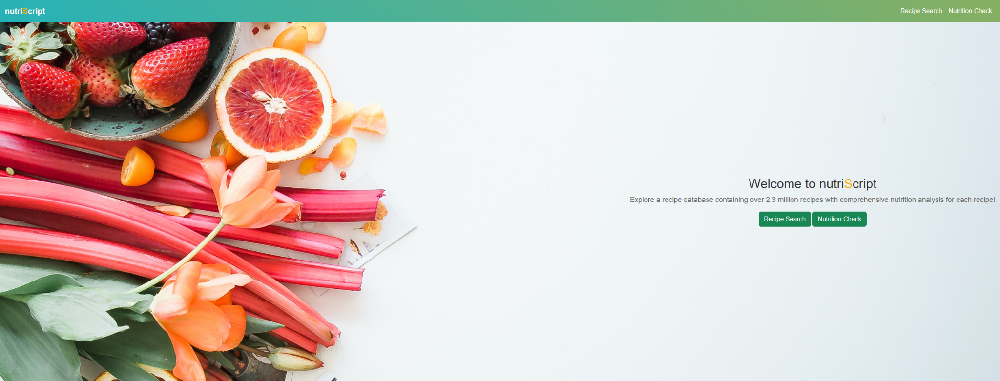 nutriScript
Recipe Search Nutrition Check
Welcome to nutriScript
Explore a recipe database containing over 2.3 million recipes with comprehensive nutrition analysis for each recipe!
Recipe Search Nutrition Check